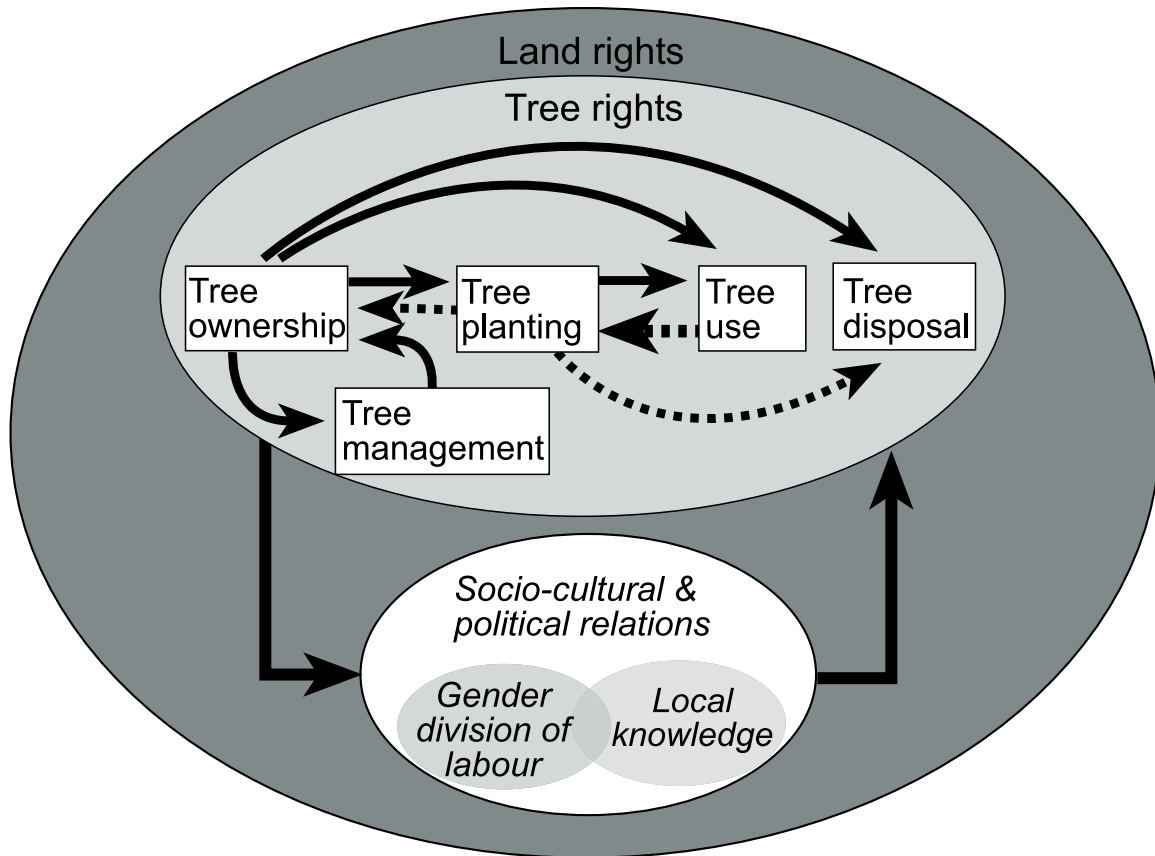 Land rights
Tree rights
Tree
ownership
Tree
planting
Tree
use
Tree
disposal
Tree
management
Socio-cultural &
political relations
Gender
division of
labour
Local
knowledge